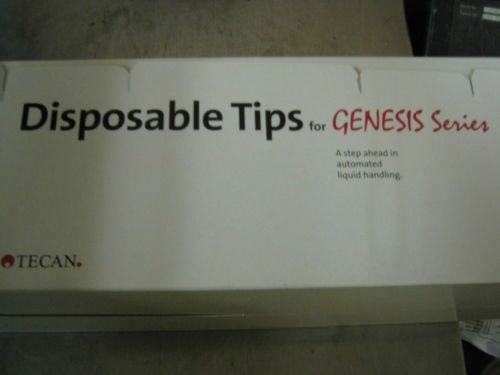 Disposable Tips for GENESIS Series
A step ahead in
automated
liquid handling.
TECAN.